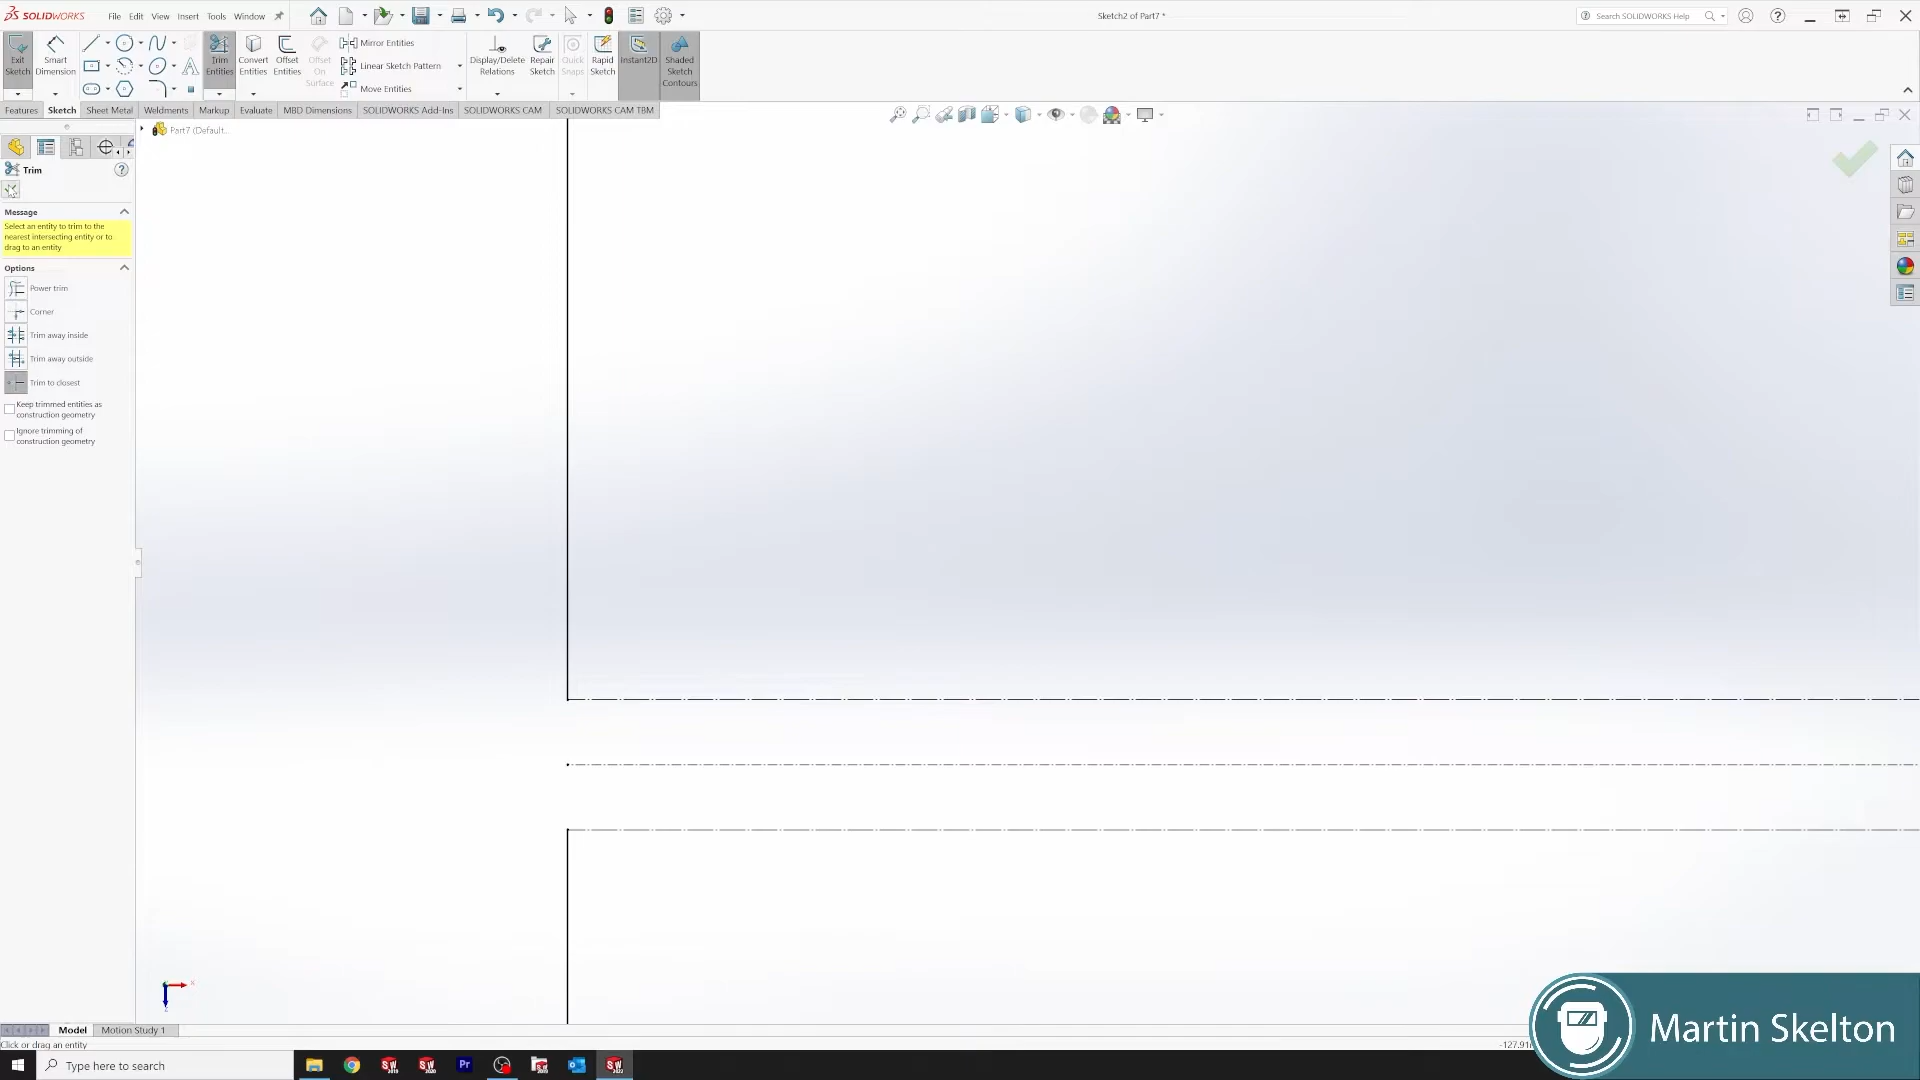 SOLIDWORKS File Edit View Insert Tools Window Sketch2 of Part7 * Search SOLIDWORKS Help
Exit Sketch
Smart Dimension
Trim Entities
Convert Entities
Offset Entities
Offset On Surface
Mirror Entities
Linear Sketch Pattern
Move Entities
Display/Delete Relations
Repair Sketch
Quick Snaps
Rapid Sketch
Instant2D
Shaded Sketch Contours
Features Sketch Sheet Metal Weldments Markup Evaluate MBD Dimensions SOLIDWORKS Add-Ins SOLIDWORKS CAM SOLIDWORKS CAM TBM
Part7 (Default...
Trim
Message
Select an entity to trim to the
nearest intersecting entity or to
drag to an entity
Options
Power trim
Corner
Trim away inside
Trim away outside
Trim to closest
Keep trimmed entities as
construction geometry
Ignore trimming of
construction geometry
Model Motion Study 1
Click or drag an entity
Martin Skelton
Type here to search